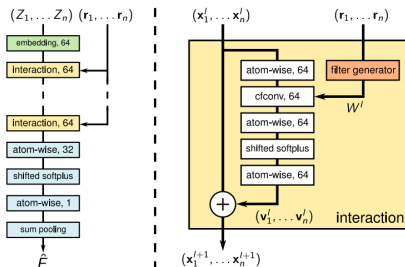 (Z₁, … Zₙ) (r₁, … rₙ)
embedding, 64
interaction, 64
interaction, 64
atom-wise, 32
shifted softplus
atom-wise, 1
sum pooling
Ê
(x₁ˡ, … xₙˡ) (r₁, … rₙ)
atom-wise, 64
filter generator
cfconv, 64
Wˡ
atom-wise, 64
shifted softplus
atom-wise, 64
+
(v₁ˡ, … vₙˡ)
interaction
(x₁ˡ⁺¹, … xₙˡ⁺¹)